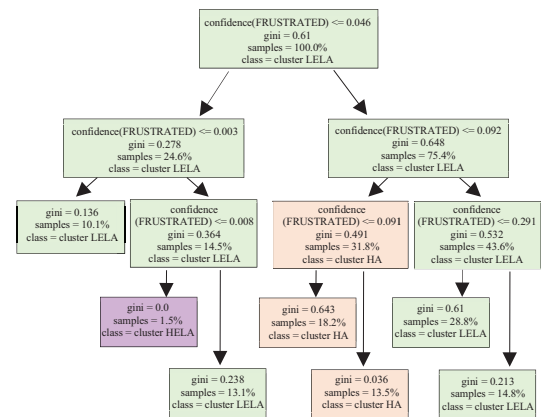 confidence(FRUSTRATED) <= 0.046
gini = 0.61
samples = 100.0%
class = cluster LELA
confidence(FRUSTRATED) <= 0.003
gini = 0.278
samples = 24.6%
class = cluster LELA
confidence(FRUSTRATED) <= 0.092
gini = 0.648
samples = 75.4%
class = cluster LELA
gini = 0.136
samples = 10.1%
class = cluster LELA
confidence
(FRUSTRATED) <= 0.008
gini = 0.364
samples = 14.5%
class = cluster LELA
confidence
(FRUSTRATED) <= 0.091
gini = 0.491
samples = 31.8%
class = cluster HA
confidence
(FRUSTRATED) <= 0.291
gini = 0.532
samples = 43.6%
class = cluster LELA
gini = 0.0
samples = 1.5%
class = cluster HELA
gini = 0.643
samples = 18.2%
class = cluster HA
gini = 0.61
samples = 28.8%
class = cluster LELA
gini = 0.238
samples = 13.1%
class = cluster LELA
gini = 0.036
samples = 13.5%
class = cluster HA
gini = 0.213
samples = 14.8%
class = cluster LELA